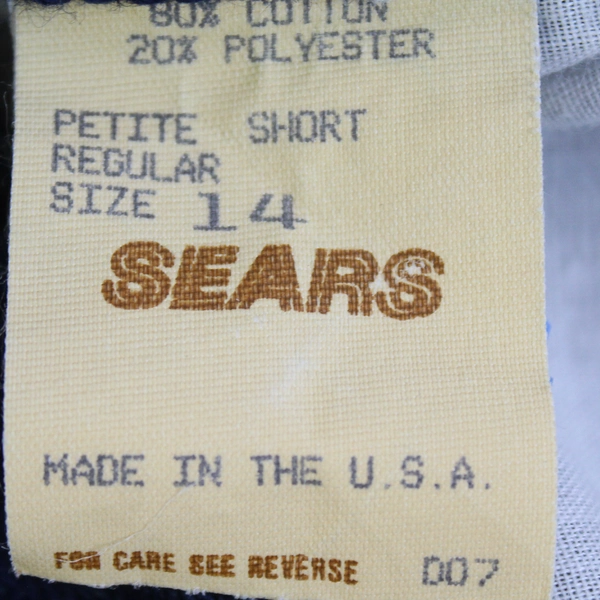 80% COTTON
20% POLYESTER
PETITE SHORT
REGULAR
SIZE 14
SEARS
MADE IN THE U.S.A.
FOR CARE SEE REVERSE D07